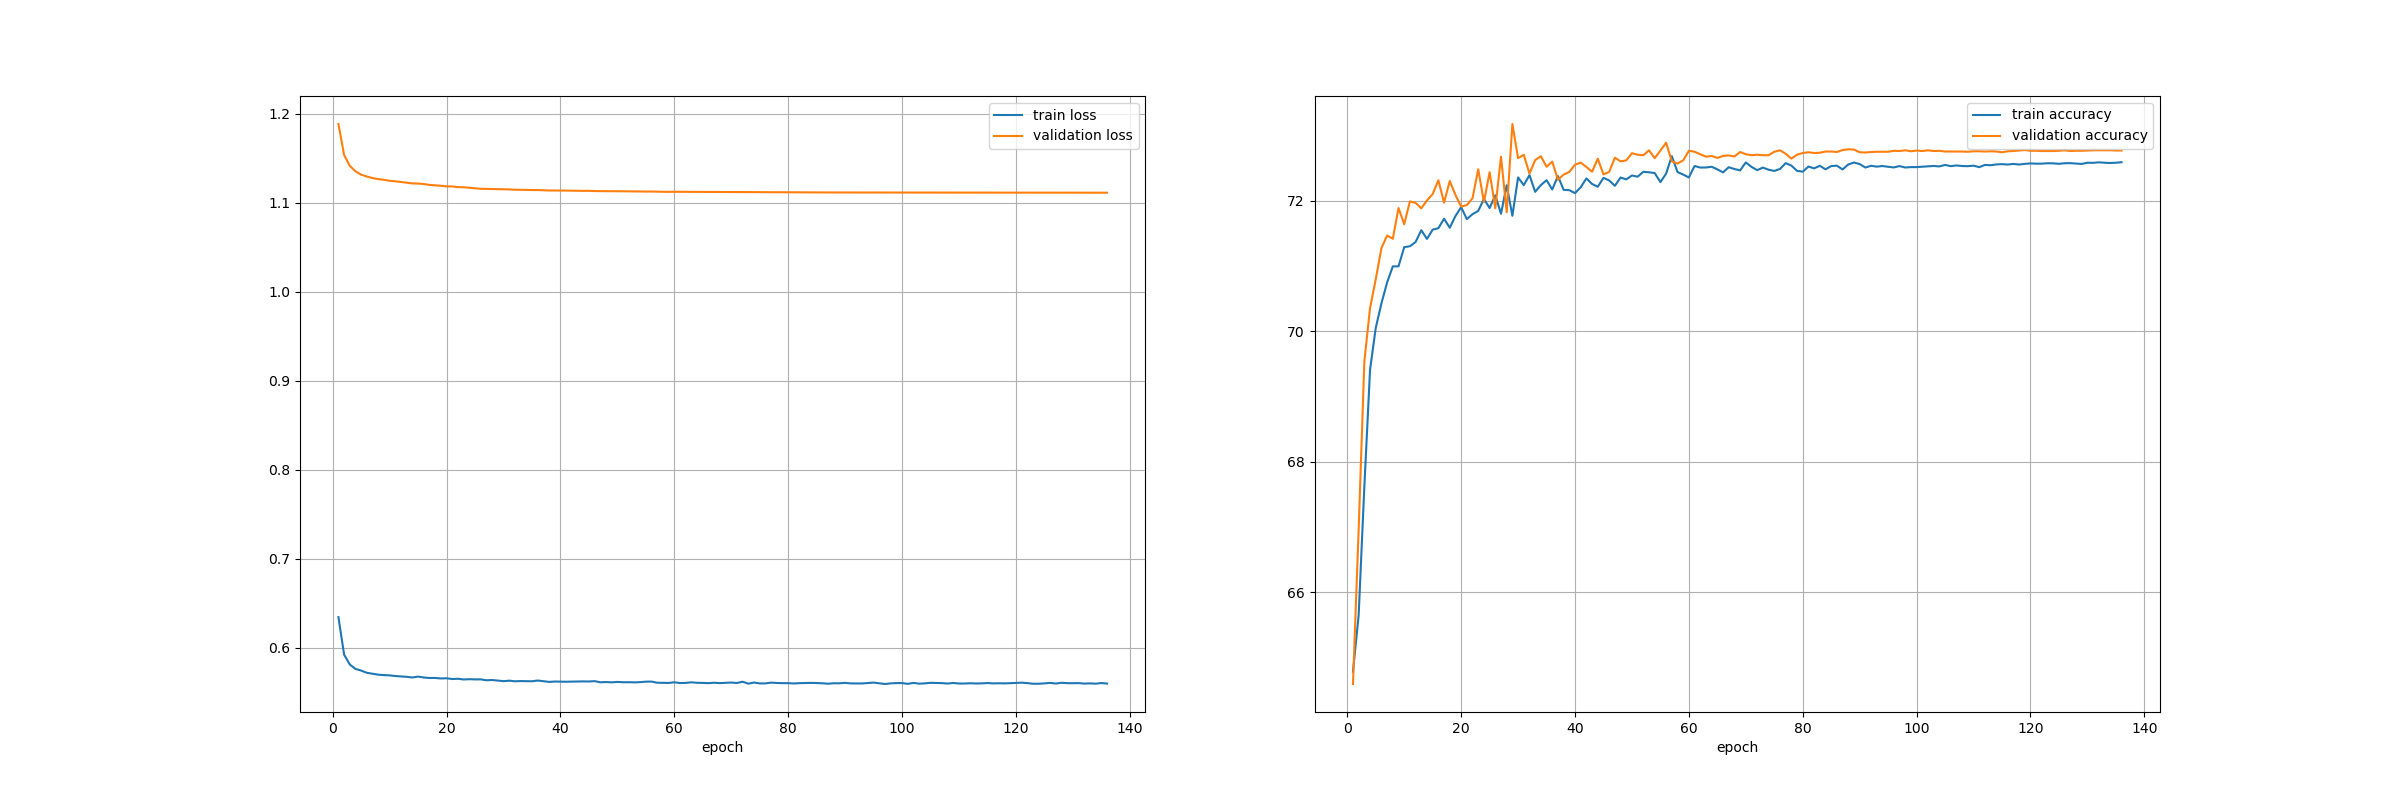 1.2
1.1
1.0
0.9
0.8
0.7
0.6
0 20 40 60 80 100 120 140
epoch
train loss
validation loss
72
70
68
66
0 20 40 60 80 100 120 140
epoch
train accuracy
validation accuracy